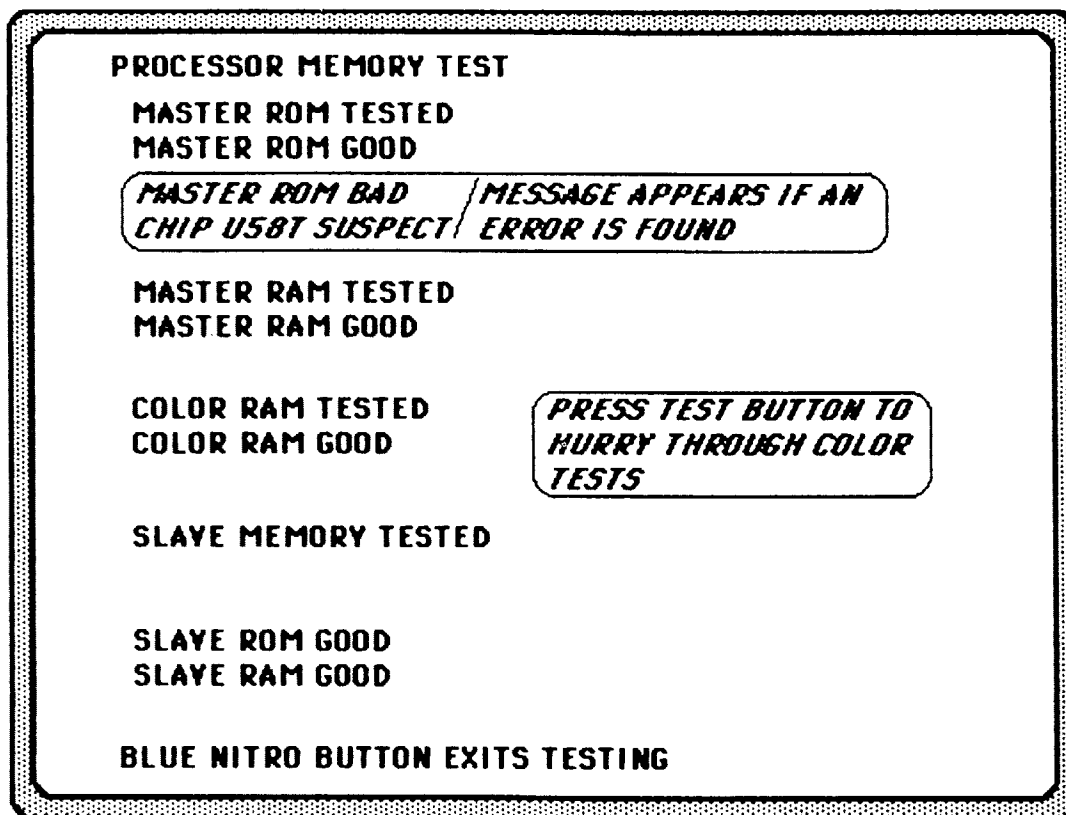 PROCESSOR MEMORY TEST
MASTER ROM TESTED
MASTER ROM GOOD
MASTER ROM BAD / MESSAGE APPEARS IF AN
CHIP U58T SUSPECT / ERROR IS FOUND
MASTER RAM TESTED
MASTER RAM GOOD
COLOR RAM TESTED
COLOR RAM GOOD
PRESS TEST BUTTON TO
HURRY THROUGH COLOR
TESTS
SLAVE MEMORY TESTED
SLAVE ROM GOOD
SLAVE RAM GOOD
BLUE NITRO BUTTON EXITS TESTING